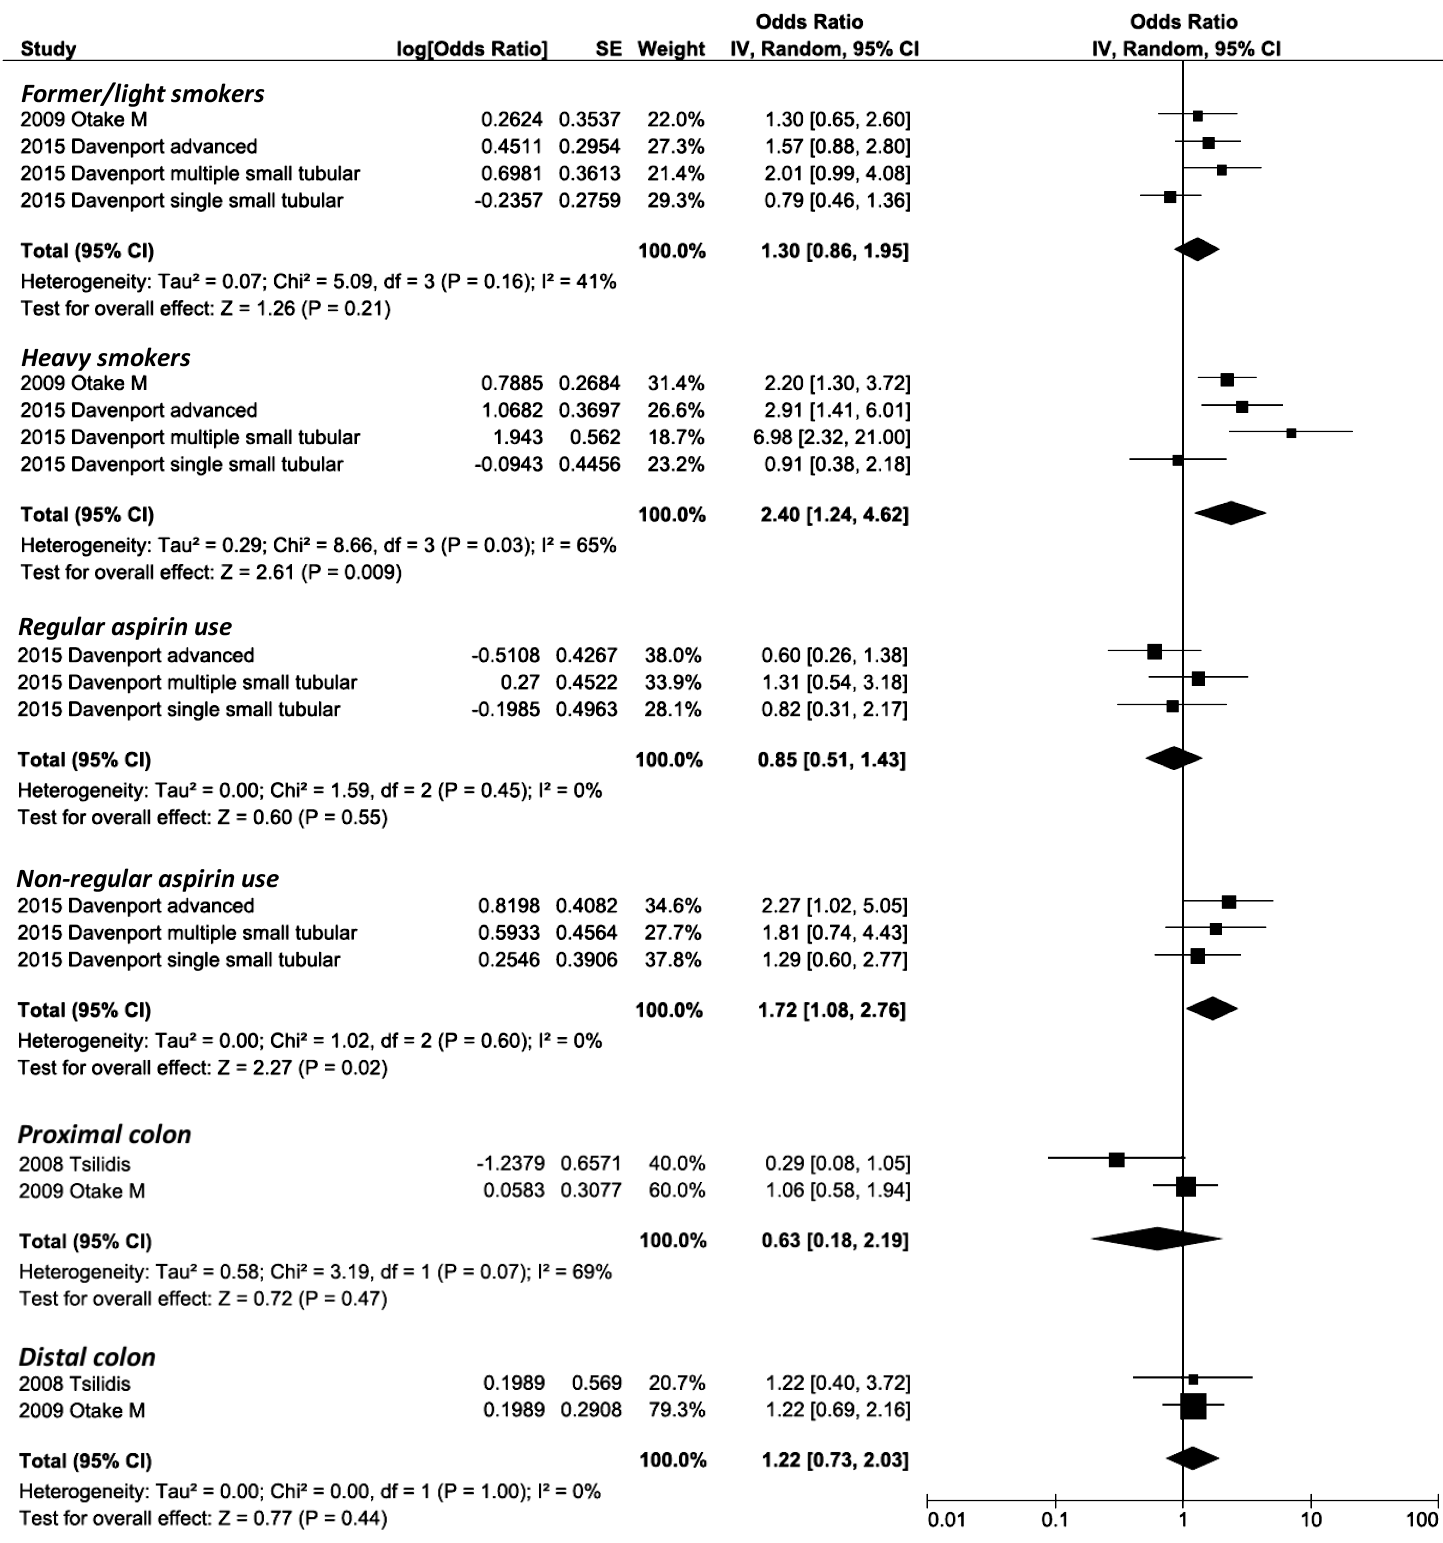 Odds Ratio Odds Ratio
Study log[Odds Ratio] SE Weight IV, Random, 95% CI IV, Random, 95% CI
Former/light smokers
2009 Otake M 0.2624 0.3537 22.0% 1.30 [0.65, 2.60]
2015 Davenport advanced 0.4511 0.2954 27.3% 1.57 [0.88, 2.80]
2015 Davenport multiple small tubular 0.6981 0.3613 21.4% 2.01 [0.99, 4.08]
2015 Davenport single small tubular -0.2357 0.2759 29.3% 0.79 [0.46, 1.36]
Total (95% CI) 100.0% 1.30 [0.86, 1.95]
Heterogeneity: Tau² = 0.07; Chi² = 5.09, df = 3 (P = 0.16); I² = 41%
Test for overall effect: Z = 1.26 (P = 0.21)
Heavy smokers
2009 Otake M 0.7885 0.2684 31.4% 2.20 [1.30, 3.72]
2015 Davenport advanced 1.0682 0.3697 26.6% 2.91 [1.41, 6.01]
2015 Davenport multiple small tubular 1.943 0.562 18.7% 6.98 [2.32, 21.00]
2015 Davenport single small tubular -0.0943 0.4456 23.2% 0.91 [0.38, 2.18]
Total (95% CI) 100.0% 2.40 [1.24, 4.62]
Heterogeneity: Tau² = 0.29; Chi² = 8.66, df = 3 (P = 0.03); I² = 65%
Test for overall effect: Z = 2.61 (P = 0.009)
Regular aspirin use
2015 Davenport advanced -0.5108 0.4267 38.0% 0.60 [0.26, 1.38]
2015 Davenport multiple small tubular 0.27 0.4522 33.9% 1.31 [0.54, 3.18]
2015 Davenport single small tubular -0.1985 0.4963 28.1% 0.82 [0.31, 2.17]
Total (95% CI) 100.0% 0.85 [0.51, 1.43]
Heterogeneity: Tau² = 0.00; Chi² = 1.59, df = 2 (P = 0.45); I² = 0%
Test for overall effect: Z = 0.60 (P = 0.55)
Non-regular aspirin use
2015 Davenport advanced 0.8198 0.4082 34.6% 2.27 [1.02, 5.05]
2015 Davenport multiple small tubular 0.5933 0.4564 27.7% 1.81 [0.74, 4.43]
2015 Davenport single small tubular 0.2546 0.3906 37.8% 1.29 [0.60, 2.77]
Total (95% CI) 100.0% 1.72 [1.08, 2.76]
Heterogeneity: Tau² = 0.00; Chi² = 1.02, df = 2 (P = 0.60); I² = 0%
Test for overall effect: Z = 2.27 (P = 0.02)
Proximal colon
2008 Tsilidis -1.2379 0.6571 40.0% 0.29 [0.08, 1.05]
2009 Otake M 0.0583 0.3077 60.0% 1.06 [0.58, 1.94]
Total (95% CI) 100.0% 0.63 [0.18, 2.19]
Heterogeneity: Tau² = 0.58; Chi² = 3.19, df = 1 (P = 0.07); I² = 69%
Test for overall effect: Z = 0.72 (P = 0.47)
Distal colon
2008 Tsilidis 0.1989 0.569 20.7% 1.22 [0.40, 3.72]
2009 Otake M 0.1989 0.2908 79.3% 1.22 [0.69, 2.16]
Total (95% CI) 100.0% 1.22 [0.73, 2.03]
Heterogeneity: Tau² = 0.00; Chi² = 0.00, df = 1 (P = 1.00); I² = 0%
Test for overall effect: Z = 0.77 (P = 0.44)
0.01 0.1 1 10 100